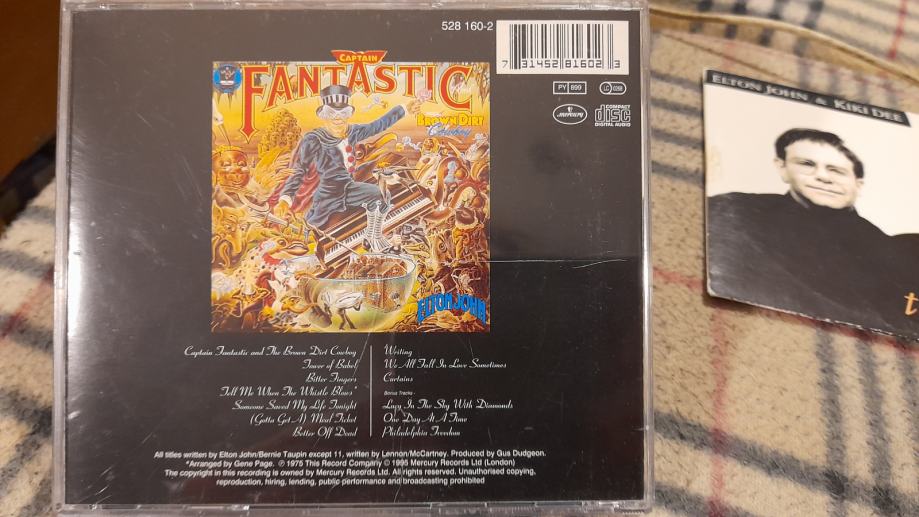 528 160-2
7 31452 81602 3
PY 899
LC 0268
mercury
COMPACT
disc
DIGITAL AUDIO
CAPTAIN
FANTASTIC
BROWN DIRT
Cowboy
ELTON JOHN
Captain Fantastic and The Brown Dirt Cowboy
Tower of Babel
Bitter Fingers
Tell Me When The Whistle Blows*
Someone Saved My Life Tonight
(Gotta Get A) Meal Ticket
Better Off Dead
Writing
We All Fall In Love Sometimes
Curtains
Bonus Tracks -
Lucy In The Sky With Diamonds
One Day At A Time
Philadelphia Freedom
All titles written by Elton John/Bernie Taupin except 11, written by Lennon/McCartney. Produced by Gus Dudgeon.
*Arranged by Gene Page. ℗ 1975 This Record Company © 1995 Mercury Records Ltd (London)
The copyright in this recording is owned by Mercury Records Ltd. All rights reserved. Unauthorised copying,
reproduction, hiring, lending, public performance and broadcasting prohibited
ELTON JOHN & KIKI DEE
t